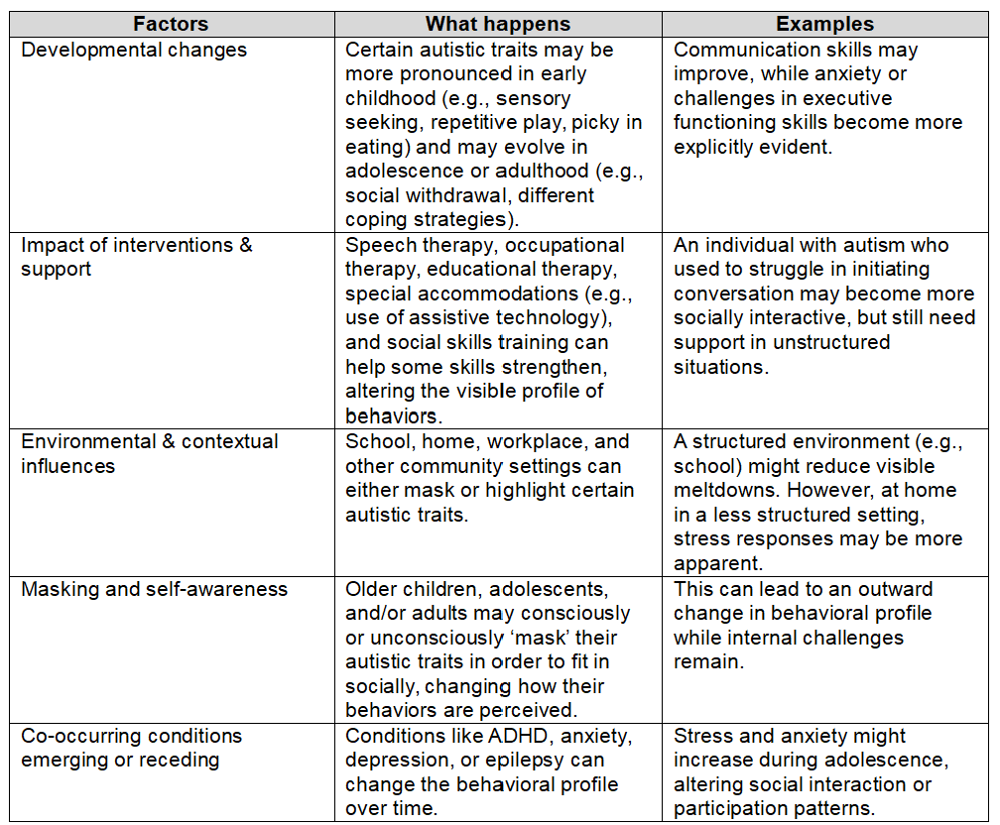 Factors
What happens
Examples
Developmental changes
Certain autistic traits may be
more pronounced in early
childhood (e.g., sensory
seeking, repetitive play, picky in
eating) and may evolve in
adolescence or adulthood (e.g.,
social withdrawal, different
coping strategies).
Communication skills may
improve, while anxiety or
challenges in executive
functioning skills become more
explicitly evident.
Impact of interventions &
support
Speech therapy, occupational
therapy, educational therapy,
special accommodations (e.g.,
use of assistive technology),
and social skills training can
help some skills strengthen,
altering the visible profile of
behaviors.
An individual with autism who
used to struggle in initiating
conversation may become more
socially interactive, but still need
support in unstructured
situations.
Environmental & contextual
influences
School, home, workplace, and
other community settings can
either mask or highlight certain
autistic traits.
A structured environment (e.g.,
school) might reduce visible
meltdowns. However, at home
in a less structured setting,
stress responses may be more
apparent.
Masking and self-awareness
Older children, adolescents,
and/or adults may consciously
or unconsciously ‘mask’ their
autistic traits in order to fit in
socially, changing how their
behaviors are perceived.
This can lead to an outward
change in behavioral profile
while internal challenges
remain.
Co-occurring conditions
emerging or receding
Conditions like ADHD, anxiety,
depression, or epilepsy can
change the behavioral profile
over time.
Stress and anxiety might
increase during adolescence,
altering social interaction or
participation patterns.